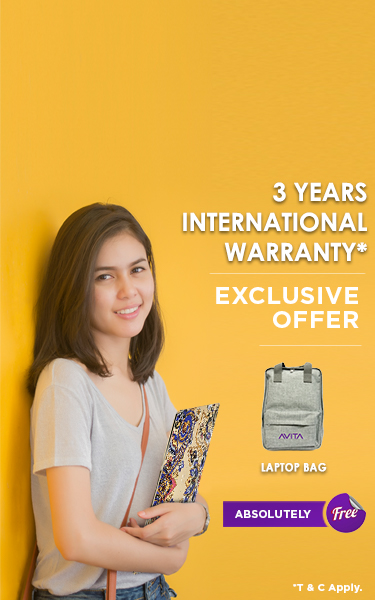 3 YEARS
INTERNATIONAL
WARRANTY*
EXCLUSIVE
OFFER
AVITA
LAPTOP BAG
ABSOLUTELY Free
*T & C Apply.